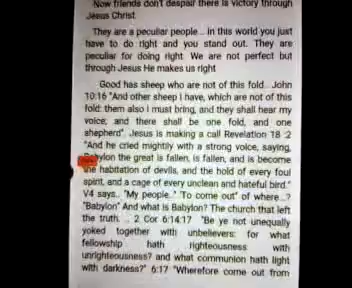 Now friends don't despair there is victory through
Jesus Christ
They are a peculiar people .. in this world you just
have to do right and you stand out. They are
peculiar for doing right. We are not perfect but
through Jesus He makes us right
Good has sheep who are not of this fold.. John
10:16 "And other sheep I have, which are not of this
fold: them also I must bring, and they shall hear my
voice; and there shall be one fold, and one
shepherd". Jesus is making a call Revelation 18 :2
"And he cried mightily with a strong voice, saying,
Babylon the great is fallen, is fallen, and is become
the habitation of devils, and the hold of every foul
spirit, and a cage of every unclean and hateful bird."
V4 says.. "My people.." To come out" of where...?
"Babylon" And what is Babylon? The church that left
the truth. .. 2 Cor 6:14.17 "Be ye not unequally
yoked together with unbelievers: for what
fellowship hath righteousness with
unrighteousness? and what communion hath light
with darkness?" 6:17 "Wherefore come out from